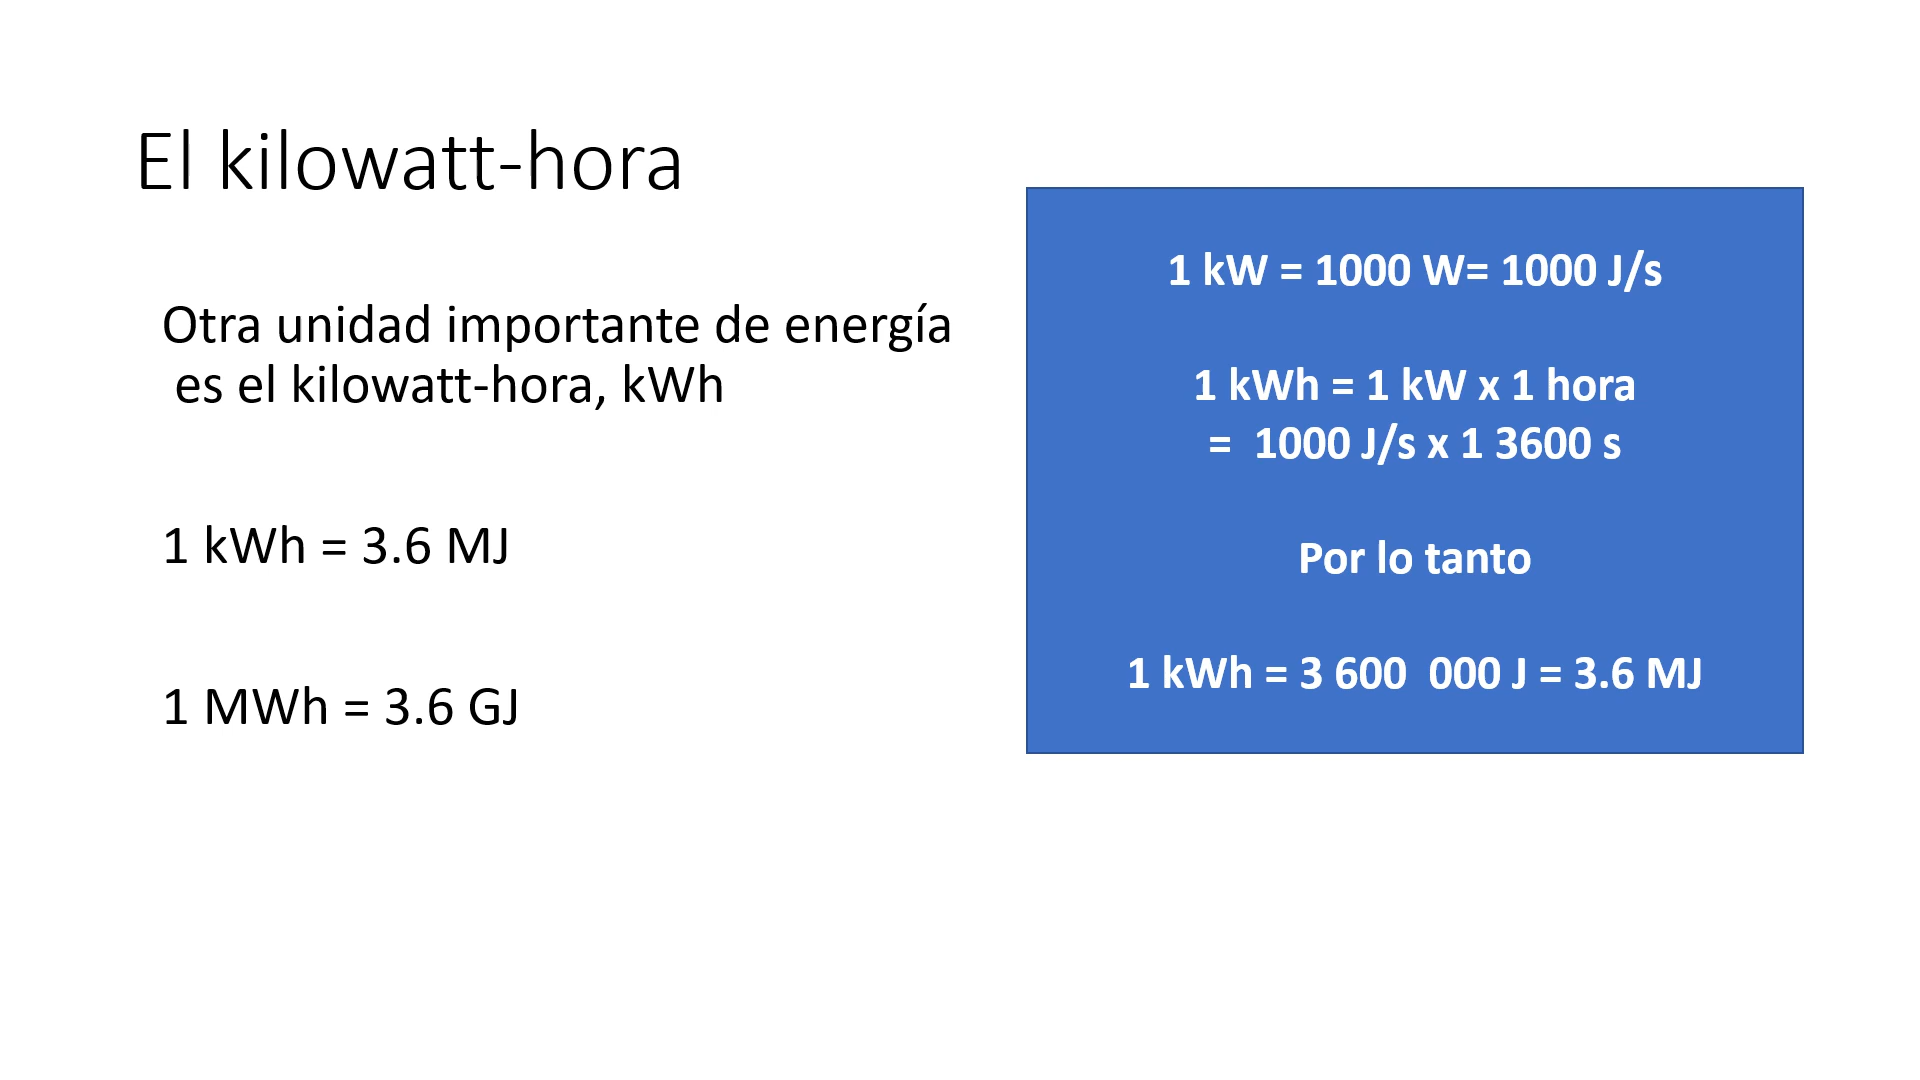 El kilowatt-hora
Otra unidad importante de energía
es el kilowatt-hora, kWh
1 kWh = 3.6 MJ
1 MWh = 3.6 GJ
1 kW = 1000 W= 1000 J/s
1 kWh = 1 kW x 1 hora
=  1000 J/s x 1 3600 s
Por lo tanto
1 kWh = 3 600  000 J = 3.6 MJ